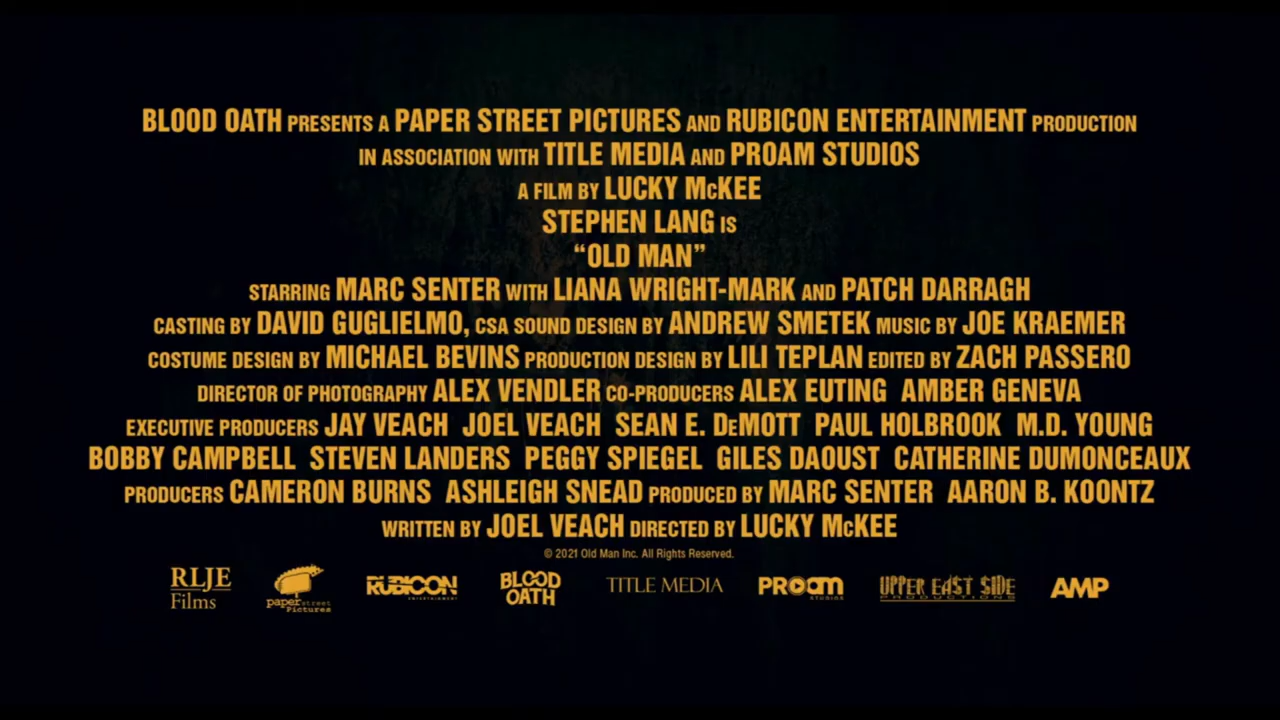 BLOOD OATH PRESENTS A PAPER STREET PICTURES AND RUBICON ENTERTAINMENT PRODUCTION
IN ASSOCIATION WITH TITLE MEDIA AND PROAM STUDIOS
A FILM BY LUCKY McKEE
STEPHEN LANG IS
“OLD MAN”
STARRING MARC SENTER WITH LIANA WRIGHT-MARK AND PATCH DARRAGH
CASTING BY DAVID GUGLIELMO, CSA SOUND DESIGN BY ANDREW SMETEK MUSIC BY JOE KRAEMER
COSTUME DESIGN BY MICHAEL BEVINS PRODUCTION DESIGN BY LILI TEPLAN EDITED BY ZACH PASSERO
DIRECTOR OF PHOTOGRAPHY ALEX VENDLER CO-PRODUCERS ALEX EUTING AMBER GENEVA
EXECUTIVE PRODUCERS JAY VEACH JOEL VEACH SEAN E. DeMOTT PAUL HOLBROOK M.D. YOUNG
BOBBY CAMPBELL STEVEN LANDERS PEGGY SPIEGEL GILES DAOUST CATHERINE DUMONCEAUX
PRODUCERS CAMERON BURNS ASHLEIGH SNEAD PRODUCED BY MARC SENTER AARON B. KOONTZ
WRITTEN BY JOEL VEACH DIRECTED BY LUCKY McKEE
© 2021 Old Man Inc. All Rights Reserved.
RLJE Films
paper street Pictures
RUBICON ENTERTAINMENT
BLOOD OATH
TITLE MEDIA
PROAM STUDIOS
UPPER EAST SIDE PRODUCTIONS
AMP